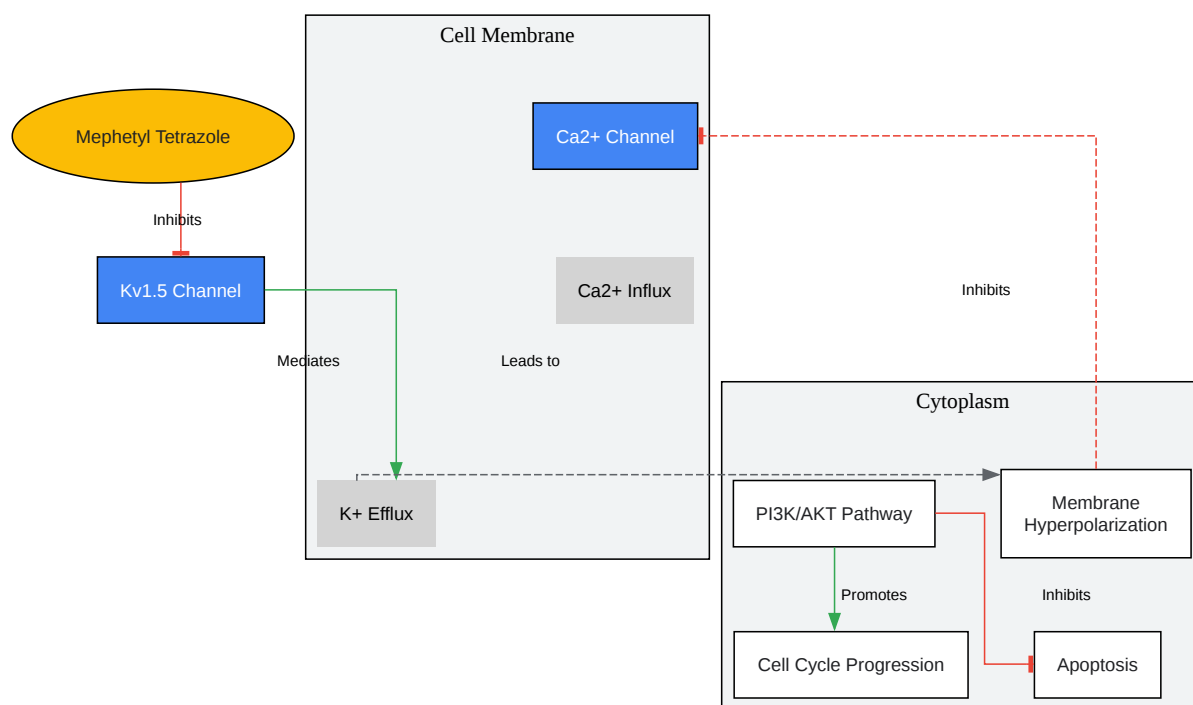 Cell Membrane
Mephetyl Tetrazole
Ca2+ Channel
Inhibits
Kv1.5 Channel
Ca2+ Influx
Inhibits
Mediates
Leads to
Cytoplasm
K+ Efflux
PI3K/AKT Pathway
Membrane
Hyperpolarization
Promotes
Inhibits
Cell Cycle Progression
Apoptosis